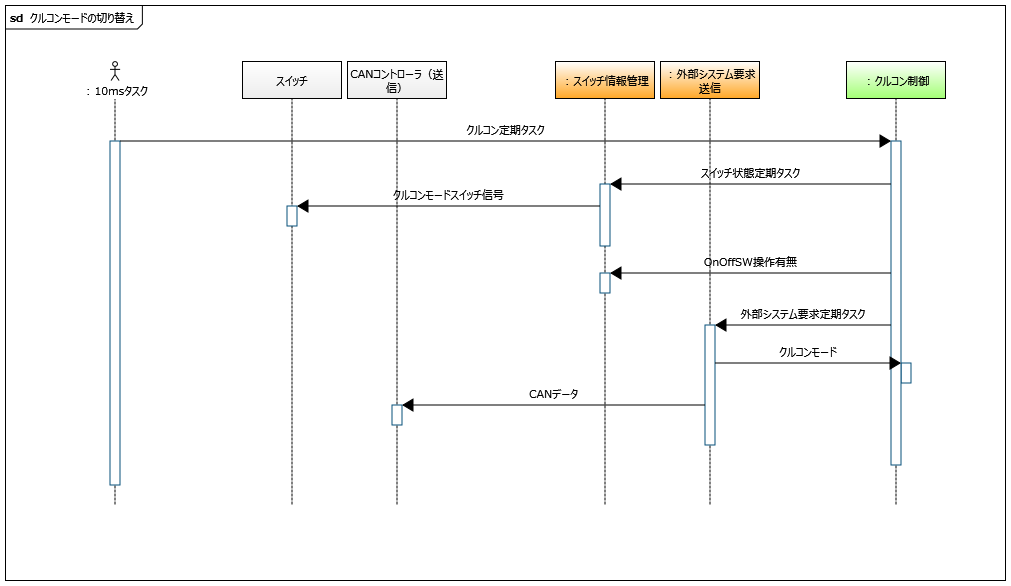 sd クルコンモードの切り替え
: 10msタスク
スイッチ
CANコントローラ（送
信）
: スイッチ情報管理
: 外部システム要求
送信
: クルコン制御
クルコン定期タスク
スイッチ状態定期タスク
クルコンモードスイッチ信号
OnOffSW操作有無
外部システム要求定期タスク
クルコンモード
CANデータ